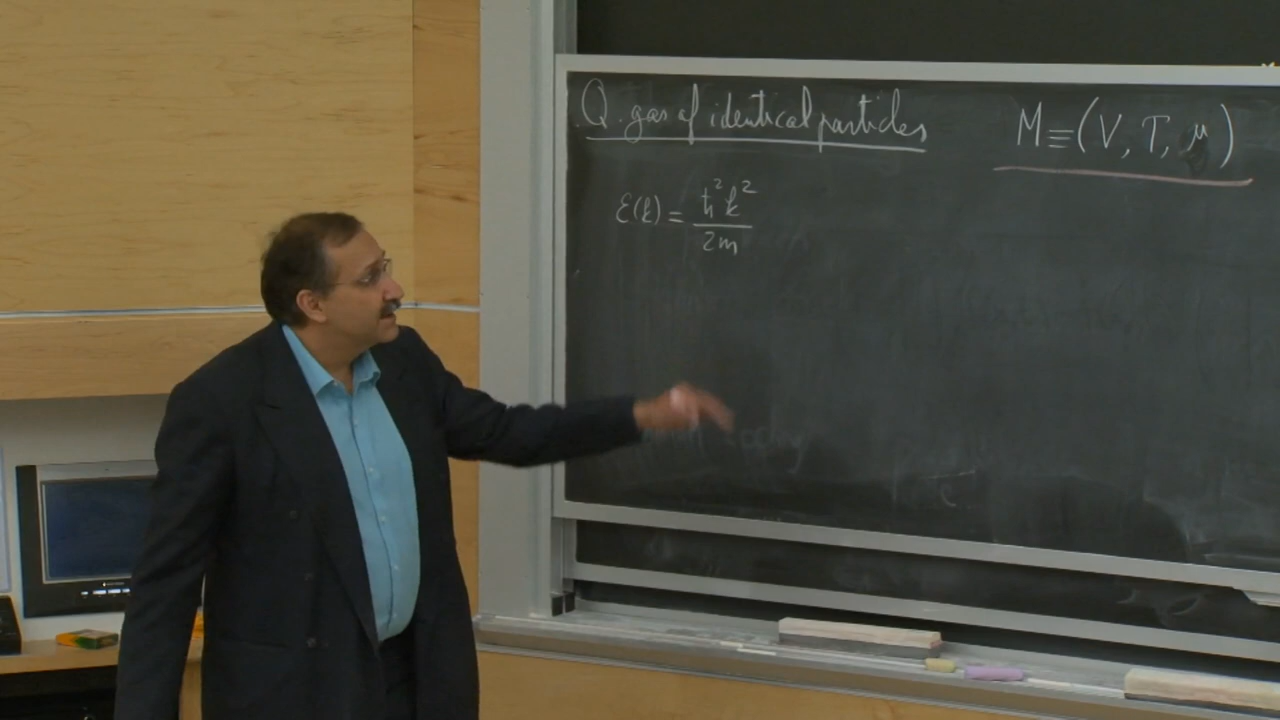 Q. gas of identical particles
M≡(V, T, μ)
ε(k) = ħ²k²/2m